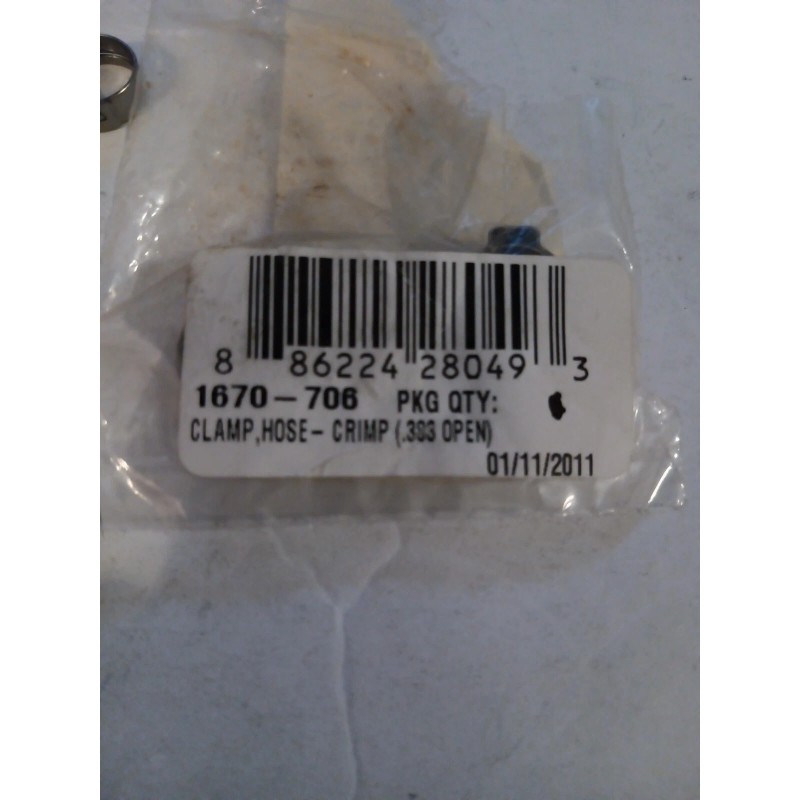 8 86224 28049 3
1670-706 PKG QTY:
CLAMP,HOSE- CRIMP (.383 OPEN)
01/11/2011